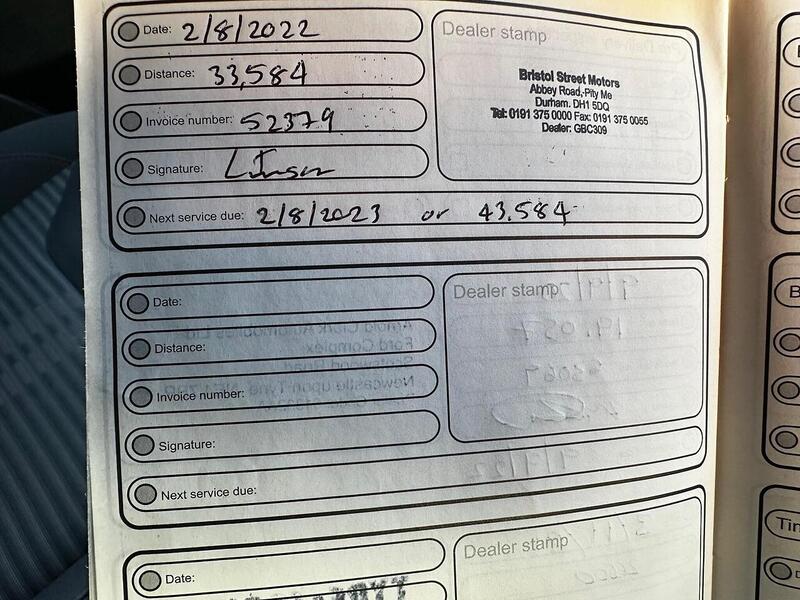 Date: 2/8/2022
Distance: 33,584
Invoice number: 52379
Signature:
Next service due: 2/8/2023 or 43.584
Dealer stamp
Bristol Street Motors
Abbey Road, Pity Me
Durham. DH1 5DQ
Tel: 0191 375 0000 Fax: 0191 375 0055
Dealer: GBC309
Date:
Distance:
Invoice number:
Signature:
Next service due:
Dealer stamp
Date:
Dealer stamp